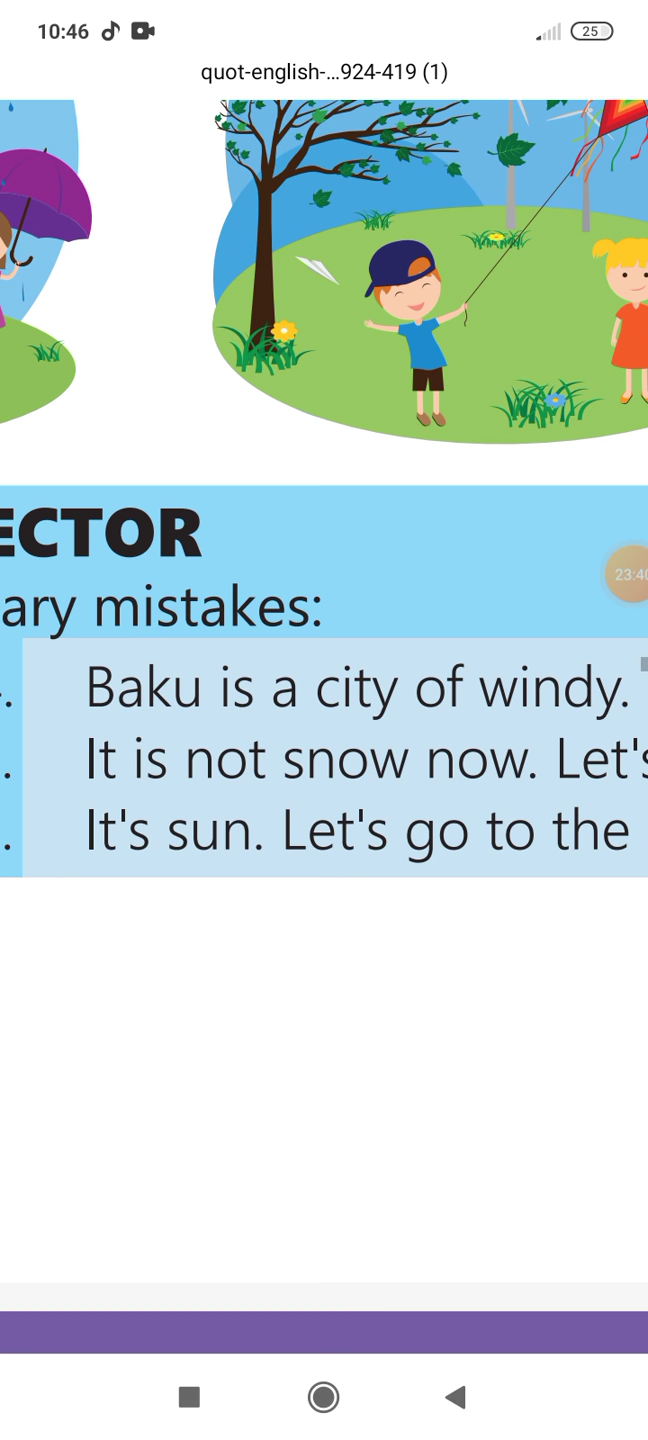 10:46
25
quot-english-...924-419 (1)
ECTOR
ary mistakes:
. Baku is a city of windy.
. It is not snow now. Let's
. It's sun. Let's go to the
23:40